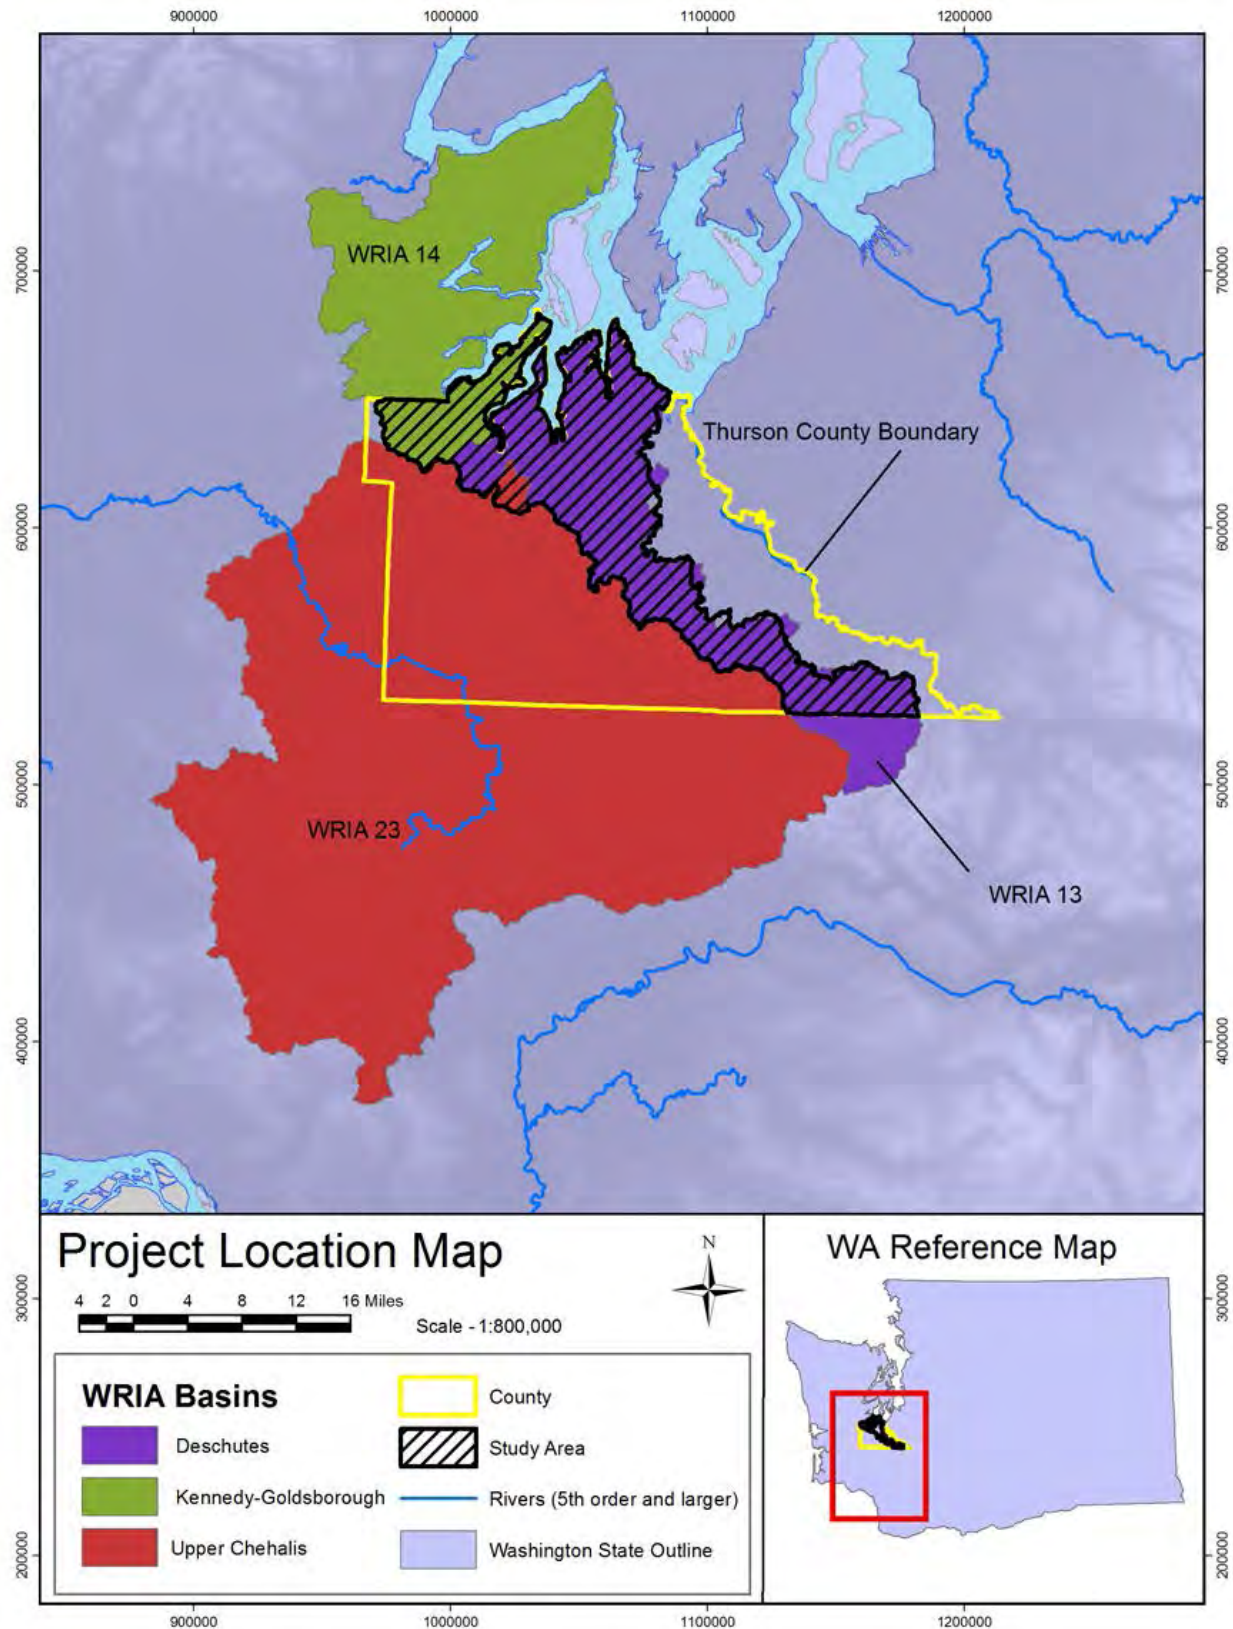 900000 1000000 1100000 1200000
700000
600000
500000
400000
300000
200000
700000
600000
500000
400000
300000
200000
WRIA 14
Thurson County Boundary
WRIA 23
WRIA 13
Project Location Map
N
4 2 0 4 8 12 16 Miles
Scale - 1:800,000
WRIA Basins
Deschutes
Kennedy-Goldsborough
Upper Chehalis
County
Study Area
Rivers (5th order and larger)
Washington State Outline
WA Reference Map
900000 1000000 1100000 1200000